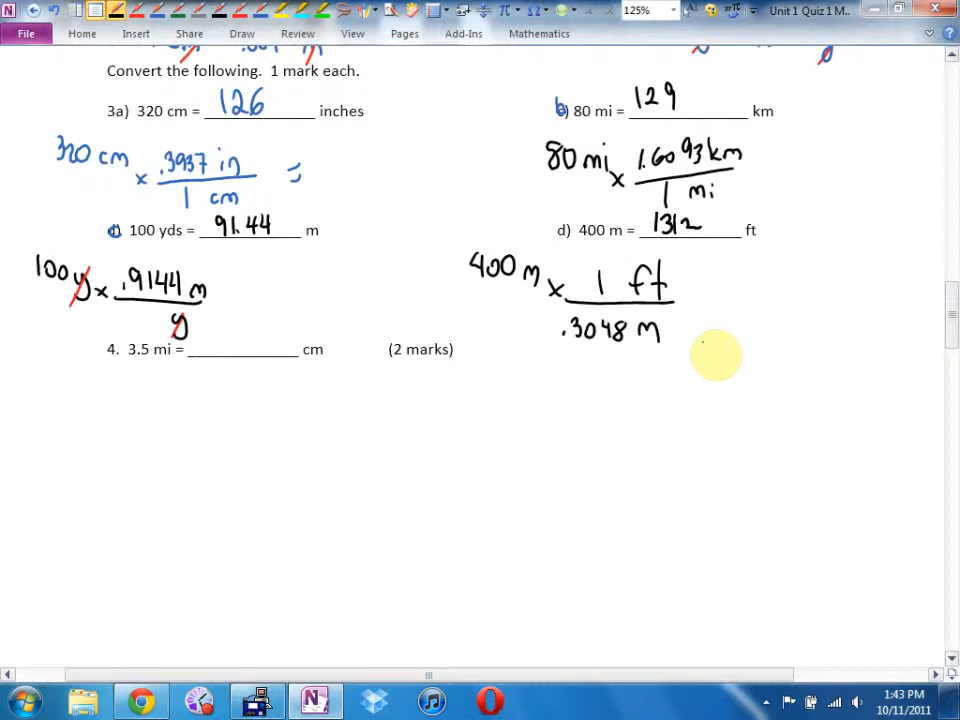 125%
Unit 1 Quiz 1 M..
File Home Insert Share Draw Review View Pages Add-Ins Mathematics
Convert the following. 1 mark each.
3a) 320 cm = 126 inches
b) 80 mi = 129 km
320 cm × .3937 in / 1 cm =
80 mi × 1.6093 km / 1 mi
c) 100 yds = 91.44 m
d) 400 m = 1312 ft
100 y × .9144 m / y
400 m × 1 ft / .3048 m
4. 3.5 mi = ____________ cm (2 marks)
1:43 PM
10/11/2011